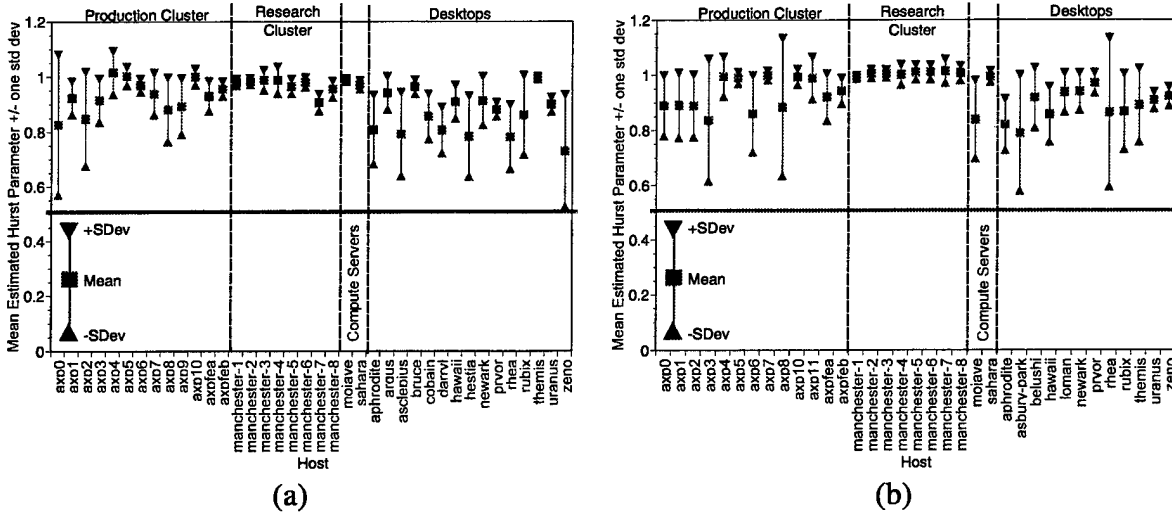 Production Cluster
Research Cluster
Desktops
Mean Estimated Hurst Parameter +/- one std dev
1.2
1
0.8
0.6
0.4
0.2
0
+SDev
Mean
-SDev
Compute Servers
axp0
axp1
axp2
axp3
axp4
axp5
axp6
axp7
axp8
axp9
axp10
axpfea
axpfeb
manchester-1
manchester-2
manchester-3
manchester-4
manchester-5
manchester-6
manchester-7
manchester-8
mojave
sahara
aphrodite
argus
asclepius
bruce
cobain
darryl
hawaii
hestia
newark
pryor
rhea
rubix
themis
uranus
zeno
Host
(a)
Production Cluster
Research Cluster
Desktops
Mean Estimated Hurst Parameter +/- one std dev
1.2
1
0.8
0.6
0.4
0.2
0
+SDev
Mean
-SDev
Compute Servers
axp0
axp1
axp2
axp3
axp4
axp5
axp6
axp7
axp8
axp10
axp11
axpfea
axpfeb
manchester-1
manchester-2
manchester-3
manchester-4
manchester-5
manchester-6
manchester-7
manchester-8
mojave
sahara
aphrodite
asbury-park
belushi
hawaii
loman
newark
pryor
rhea
rubix
themis
uranus
zeno
Host
(b)